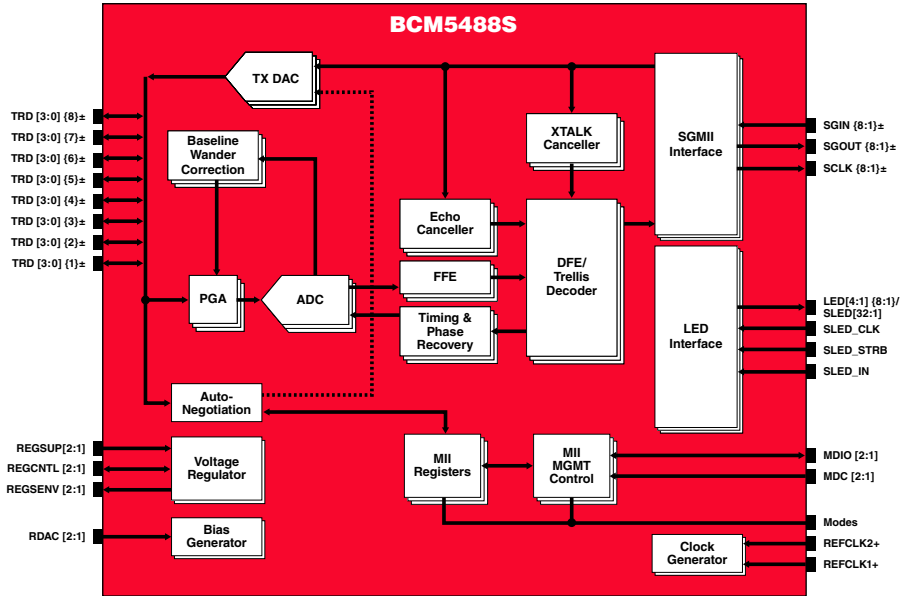 BCM5488S
TX DAC
TRD [3:0] {8}±
TRD [3:0] {7}±
TRD [3:0] {6}±
TRD [3:0] {5}±
TRD [3:0] {4}±
TRD [3:0] {3}±
TRD [3:0] {2}±
TRD [3:0] {1}±
Baseline
Wander
Correction
XTALK
Canceller
SGMII
Interface
SGIN {8:1}±
SGOUT {8:1}±
SCLK {8:1}±
Echo
Canceller
DFE/
Trellis
Decoder
FFE
PGA
ADC
Timing &
Phase
Recovery
LED
Interface
LED[4:1] {8:1}/
SLED[32:1]
SLED_CLK
SLED_STRB
SLED_IN
Auto-
Negotiation
REGSUP[2:1]
REGCNTL [2:1]
REGSENV [2:1]
Voltage
Regulator
MII
Registers
MII
MGMT
Control
MDIO [2:1]
MDC [2:1]
RDAC [2:1]
Bias
Generator
Modes
Clock
Generator
REFCLK2+
REFCLK1+